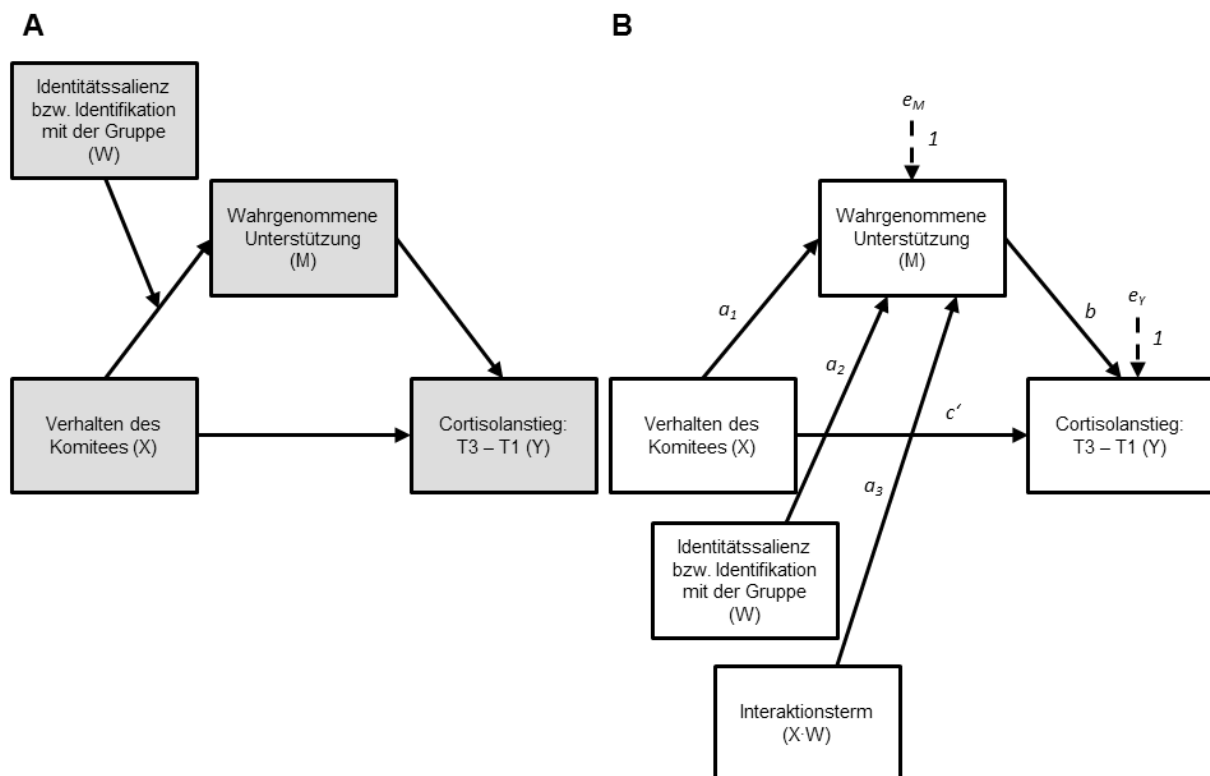 A
Identitätssalienz
bzw. Identifikation
mit der Gruppe
(W)
Wahrgenommene
Unterstützung
(M)
Verhalten des
Komitees (X)
Cortisolanstieg:
T3 – T1 (Y)
B
e_M
1
Wahrgenommene
Unterstützung
(M)
a_1
a_2
b
e_Y
1
Verhalten des
Komitees (X)
c‘
Cortisolanstieg:
T3 – T1 (Y)
a_3
Identitätssalienz
bzw. Identifikation
mit der Gruppe
(W)
Interaktionsterm
(X·W)